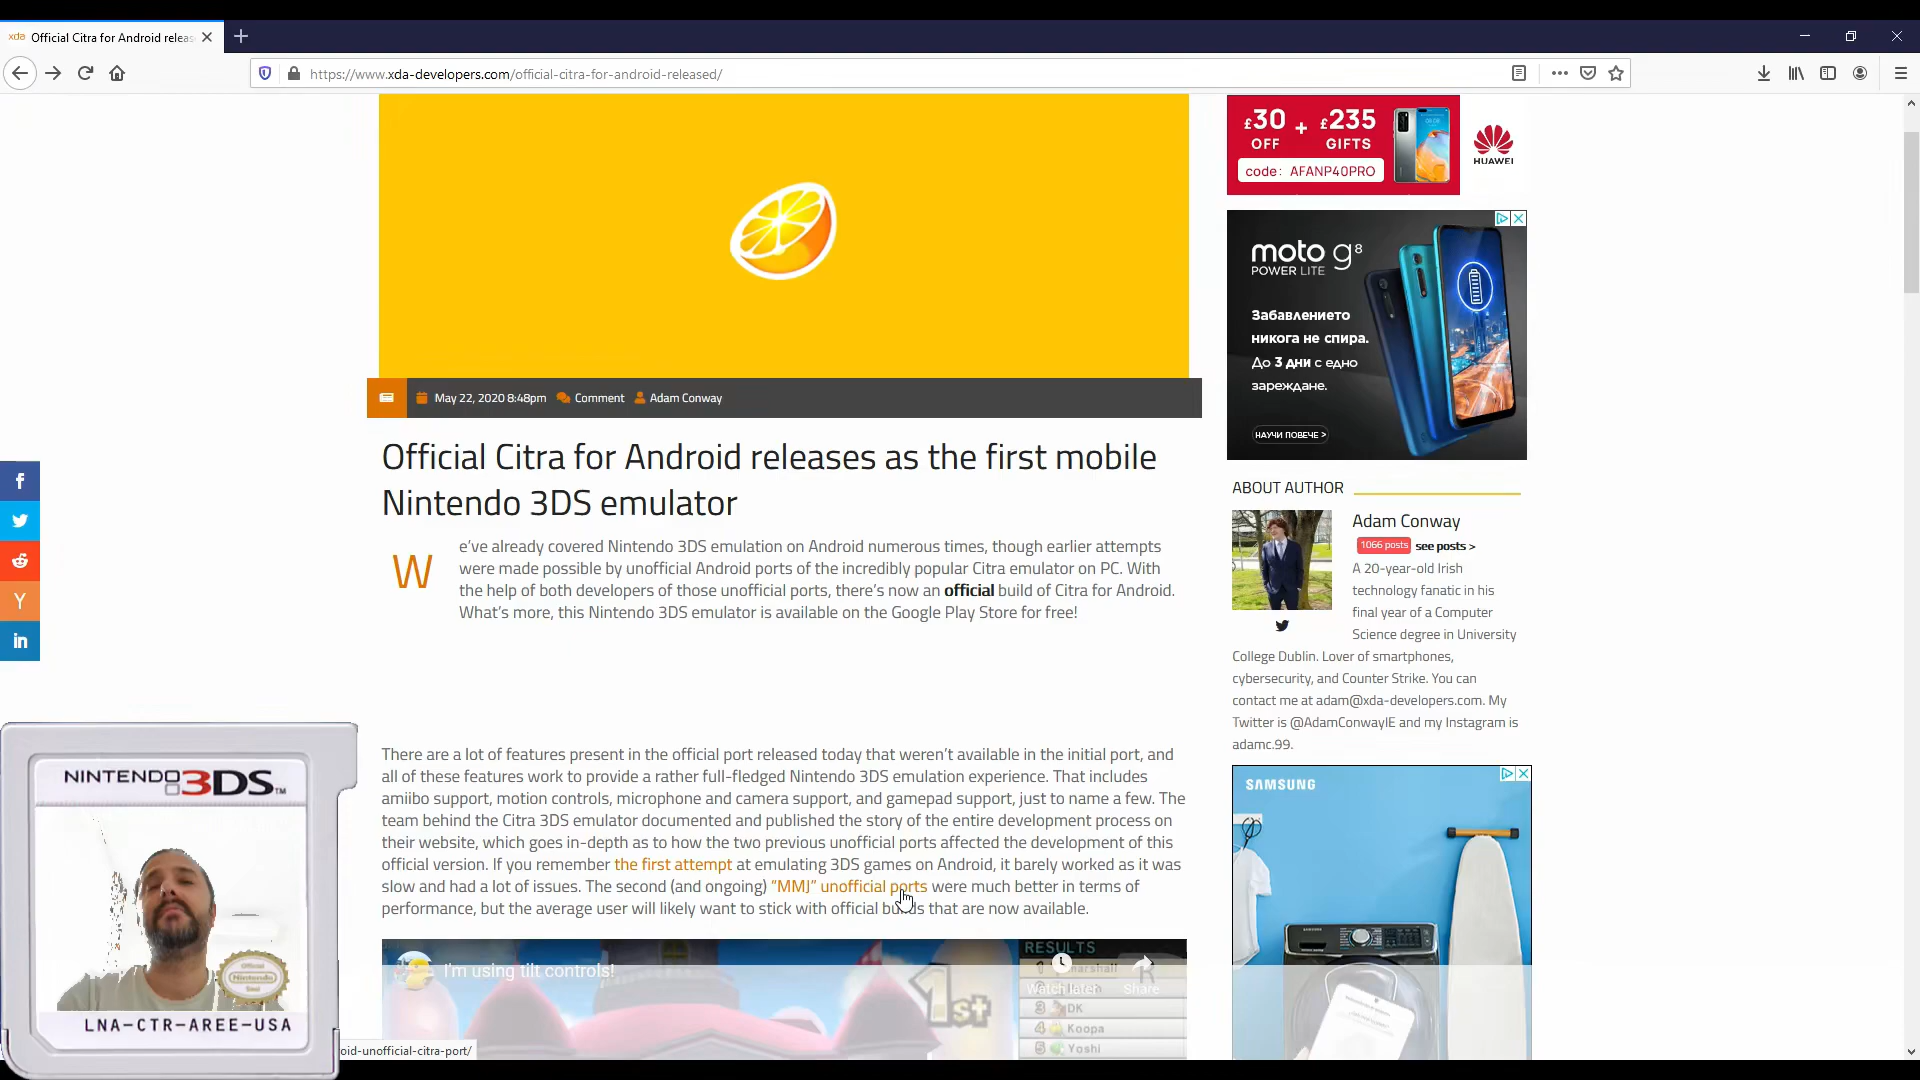 xda Official Citra for Android releas
https://www.xda-developers.com/official-citra-for-android-released/
£30 OFF + £235 GIFTS
code: AFANP40PRO
HUAWEI
moto g8
POWER LITE
Забавлението
никога не спира.
До 3 дни с едно
зареждане.
НАУЧИ ПОВЕЧЕ >
May 22, 2020 8:48pm Comment Adam Conway
Official Citra for Android releases as the first mobile
Nintendo 3DS emulator
We’ve already covered Nintendo 3DS emulation on Android numerous times, though earlier attempts
were made possible by unofficial Android ports of the incredibly popular Citra emulator on PC. With
the help of both developers of those unofficial ports, there’s now an official build of Citra for Android.
What’s more, this Nintendo 3DS emulator is available on the Google Play Store for free!
There are a lot of features present in the official port released today that weren’t available in the initial port, and
all of these features work to provide a rather full-fledged Nintendo 3DS emulation experience. That includes
amiibo support, motion controls, microphone and camera support, and gamepad support, just to name a few. The
team behind the Citra 3DS emulator documented and published the story of the entire development process on
their website, which goes in-depth as to how the two previous unofficial ports affected the development of this
official version. If you remember the first attempt at emulating 3DS games on Android, it barely worked as it was
slow and had a lot of issues. The second (and ongoing) “MMJ” unofficial ports were much better in terms of
performance, but the average user will likely want to stick with official builds that are now available.
I'm using tilt controls!
Watch later
Share
1st
RESULTS
1 marshall
3 DK
4 Koopa
5 Yoshi
ABOUT AUTHOR
Adam Conway
1066 posts see posts >
A 20-year-old Irish
technology fanatic in his
final year of a Computer
Science degree in University
College Dublin. Lover of smartphones,
cybersecurity, and Counter Strike. You can
contact me at adam@xda-developers.com. My
Twitter is @AdamConwayIE and my Instagram is
adamc.99.
SAMSUNG
NINTENDO3DS™
Official
Nintendo
Seal
LNA-CTR-AREE-USA
oid-unofficial-citra-port/